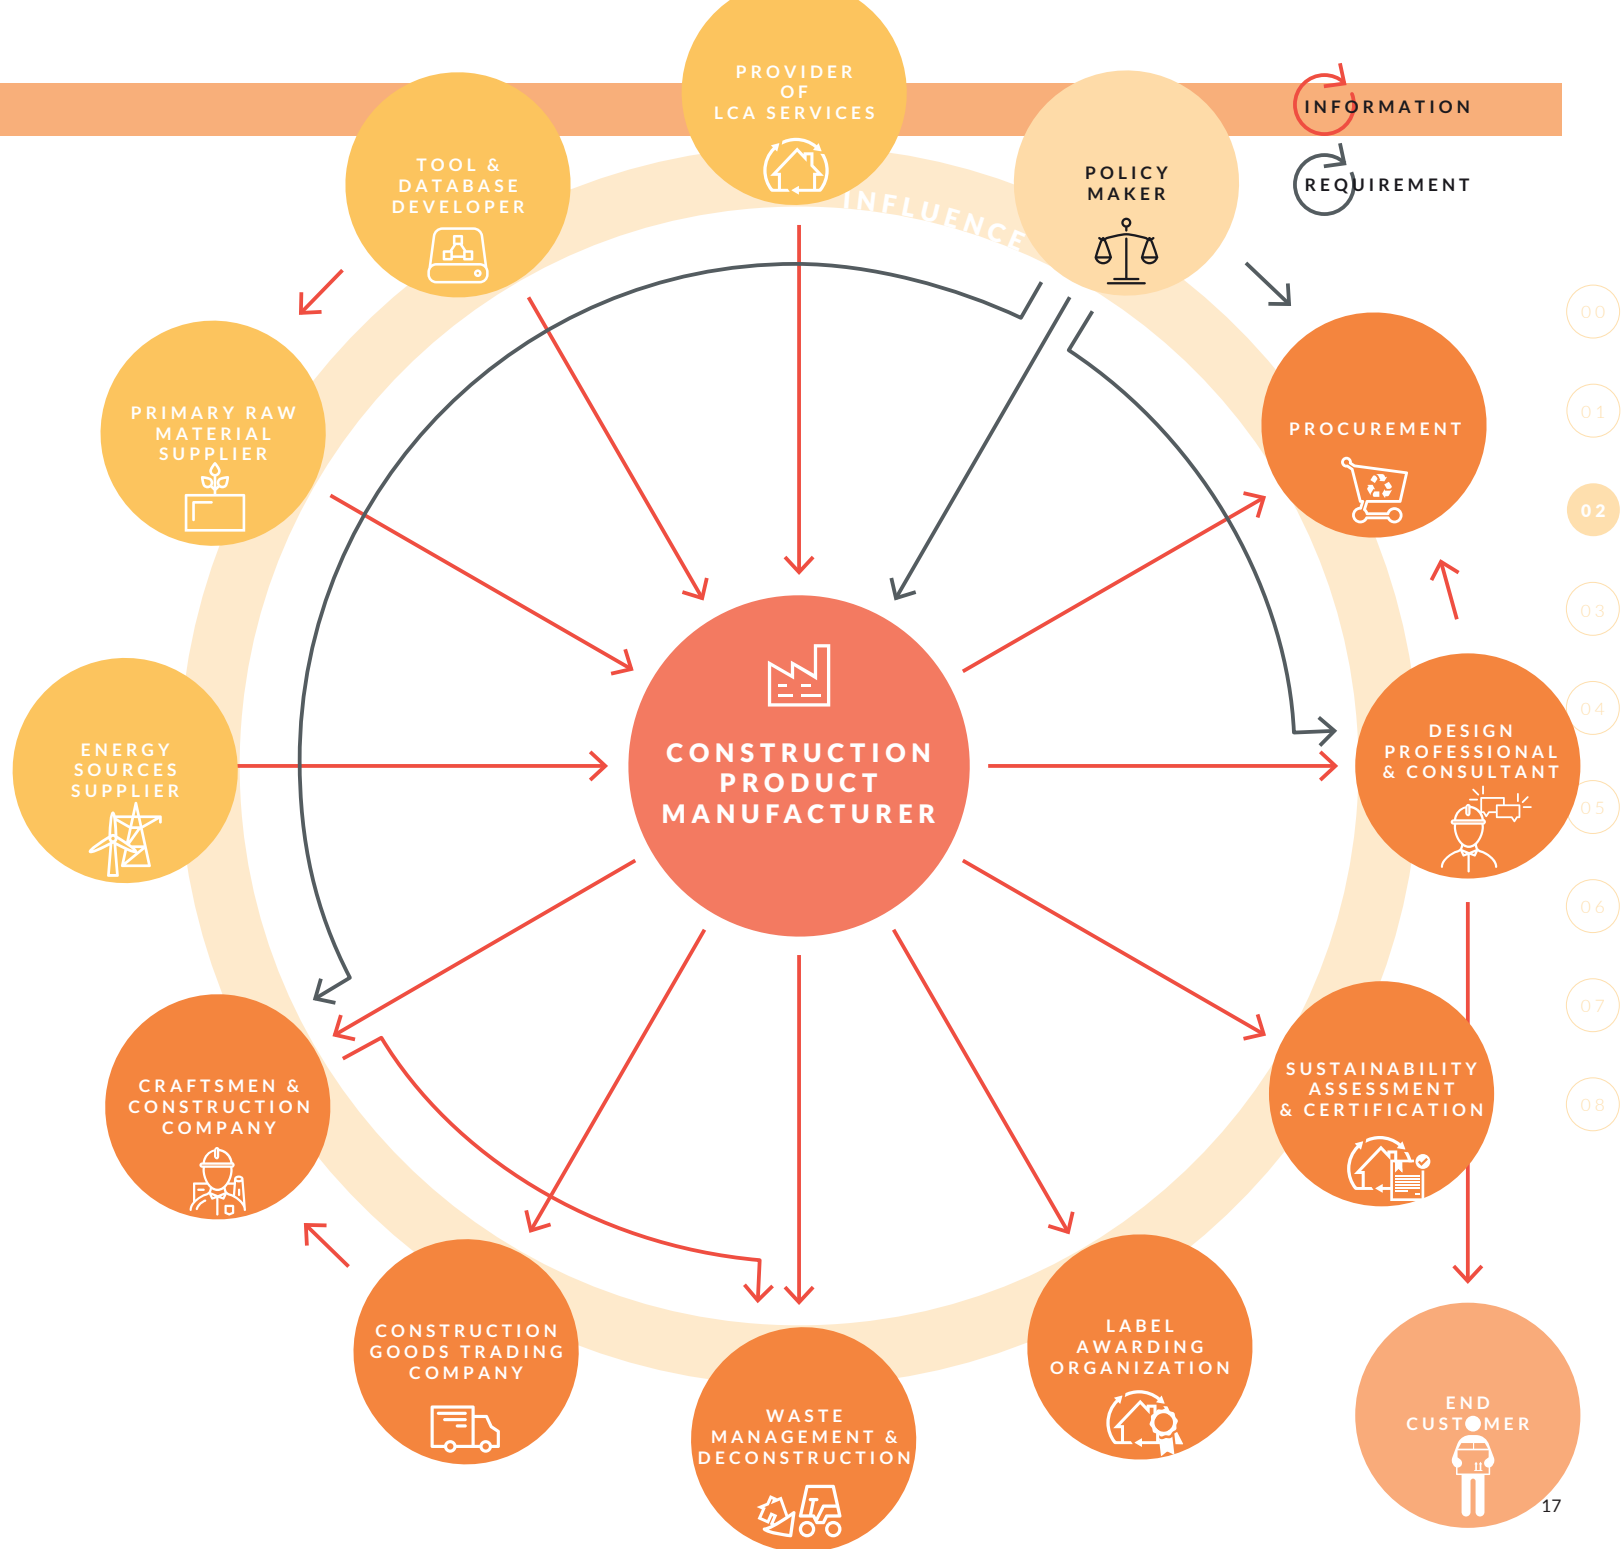 PROVIDER
OF
LCA SERVICES
TOOL &
DATABASE
DEVELOPER
POLICY
MAKER
INFORMATION
REQUIREMENT
INFLUENCE
PRIMARY RAW
MATERIAL
SUPPLIER
PROCUREMENT
ENERGY
SOURCES
SUPPLIER
CONSTRUCTION
PRODUCT
MANUFACTURER
DESIGN
PROFESSIONAL
& CONSULTANT
CRAFTSMEN &
CONSTRUCTION
COMPANY
SUSTAINABILITY
ASSESSMENT
& CERTIFICATION
CONSTRUCTION
GOODS TRADING
COMPANY
WASTE
MANAGEMENT &
DECONSTRUCTION
LABEL
AWARDING
ORGANIZATION
END
CUSTOMER
00
01
02
03
04
05
06
07
08
17